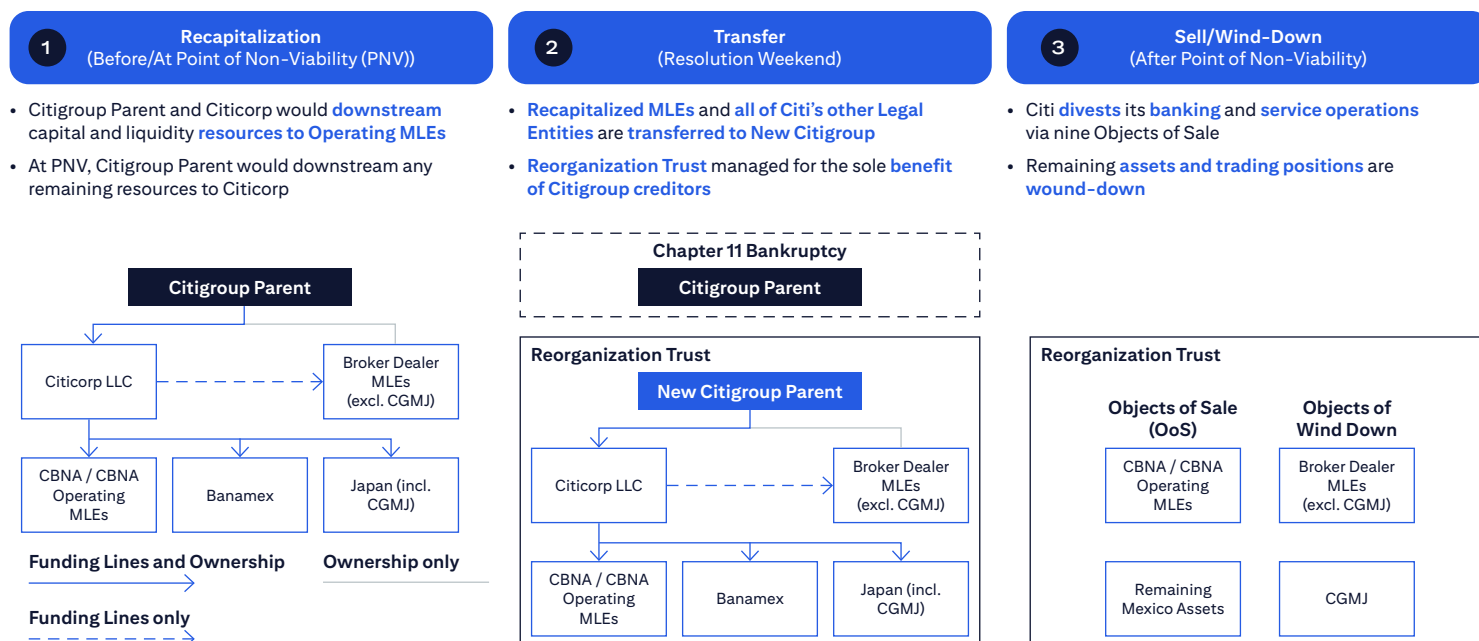 1
Recapitalization
(Before/At Point of Non-Viability (PNV))
• Citigroup Parent and Citicorp would downstream
capital and liquidity resources to Operating MLEs
• At PNV, Citigroup Parent would downstream any
remaining resources to Citicorp
Citigroup Parent
Citicorp LLC
Broker Dealer
MLEs
(excl. CGMJ)
CBNA / CBNA
Operating
MLEs
Banamex
Japan (incl.
CGMJ)
Funding Lines and Ownership
Ownership only
Funding Lines only
2
Transfer
(Resolution Weekend)
• Recapitalized MLEs and all of Citi’s other Legal
Entities are transferred to New Citigroup
• Reorganization Trust managed for the sole benefit
of Citigroup creditors
Chapter 11 Bankruptcy
Citigroup Parent
Reorganization Trust
New Citigroup Parent
Citicorp LLC
Broker Dealer
MLEs
(excl. CGMJ)
CBNA / CBNA
Operating
MLEs
Banamex
Japan (incl.
CGMJ)
3
Sell/Wind-Down
(After Point of Non-Viability)
• Citi divests its banking and service operations
via nine Objects of Sale
• Remaining assets and trading positions are
wound-down
Reorganization Trust
Objects of Sale
(OoS)
Objects of
Wind Down
CBNA / CBNA
Operating
MLEs
Broker Dealer
MLEs
(excl. CGMJ)
Remaining
Mexico Assets
CGMJ